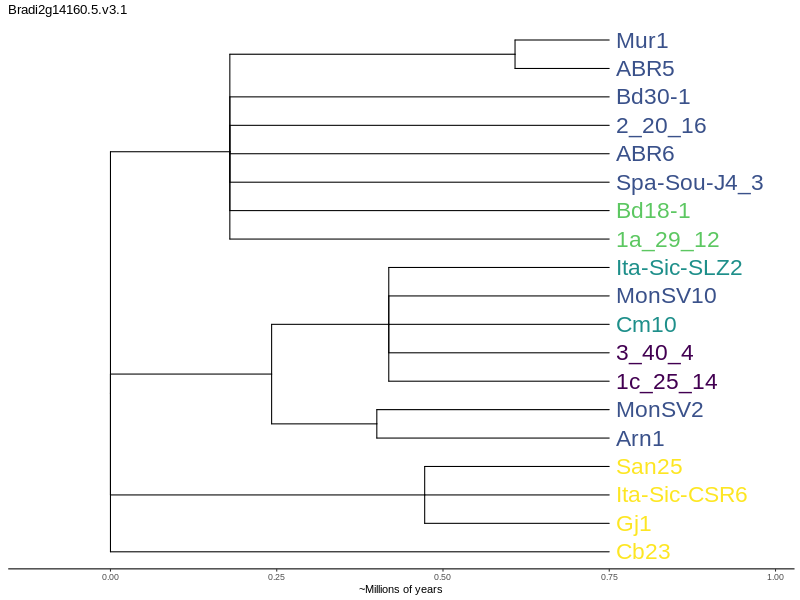 Bradi2g14160.5.v3.1
Mur1
ABR5
Bd30-1
2_20_16
ABR6
Spa-Sou-J4_3
Bd18-1
1a_29_12
Ita-Sic-SLZ2
MonSV10
Cm10
3_40_4
1c_25_14
MonSV2
Arn1
San25
Ita-Sic-CSR6
Gj1
Cb23
0.00 0.25 0.50 0.75 1.00
~Millions of years